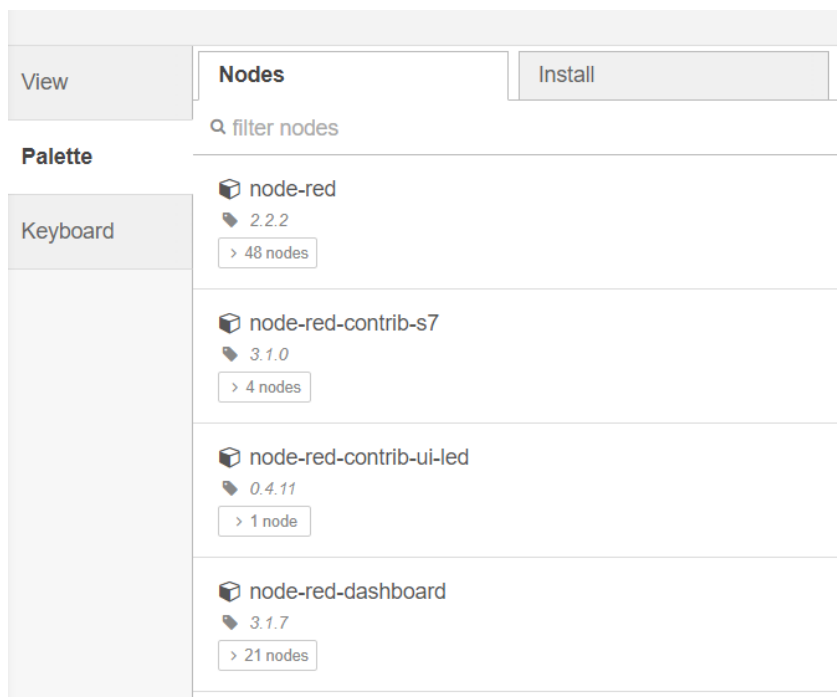 View
Palette
Keyboard
Nodes
Install
filter nodes
node-red
2.2.2
> 48 nodes
node-red-contrib-s7
3.1.0
> 4 nodes
node-red-contrib-ui-led
0.4.11
> 1 node
node-red-dashboard
3.1.7
> 21 nodes